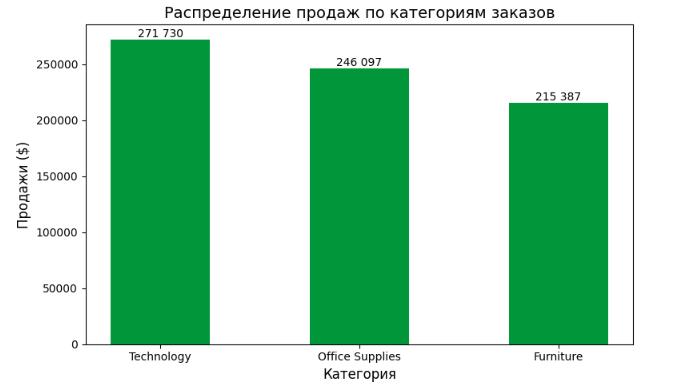 Распределение продаж по категориям заказов
271 730
246 097
215 387
250000
200000
150000
100000
50000
0
Продажи ($)
Technology
Office Supplies
Furniture
Категория